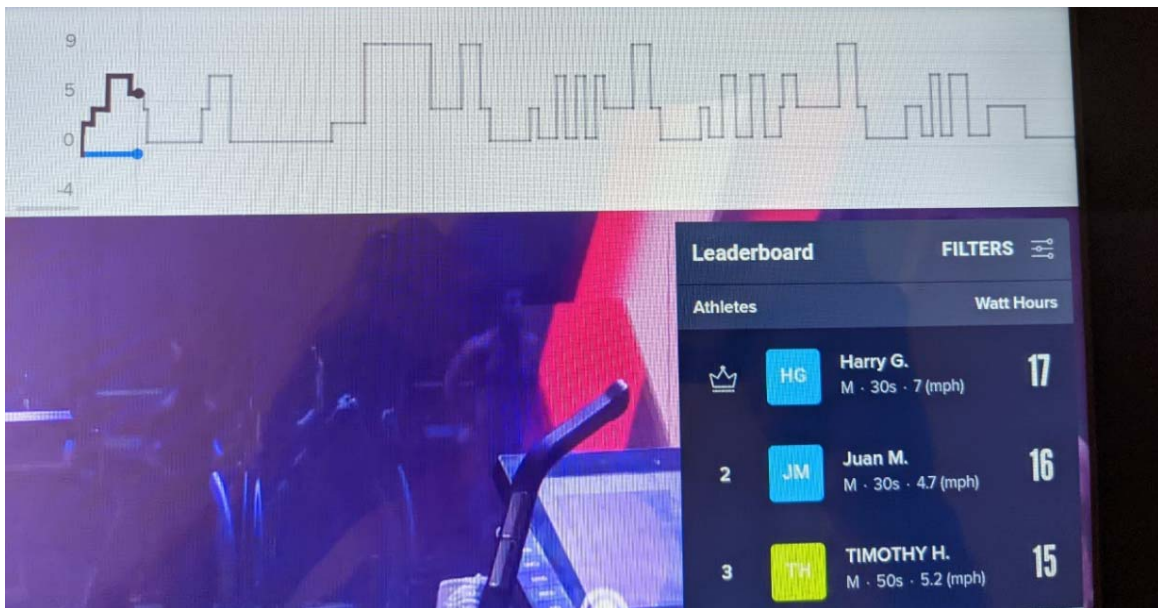 9
5
0
-4
Leaderboard FILTERS
Athletes Watt Hours
HG Harry G. 17
M · 30s · 7 (mph)
2 JM Juan M. 16
M · 30s · 4.7 (mph)
3 TH TIMOTHY H. 15
M · 50s · 5.2 (mph)